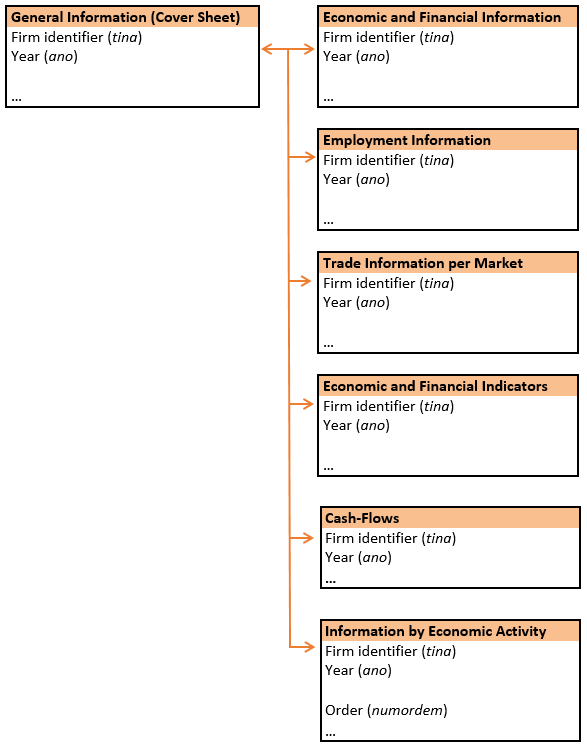 General Information (Cover Sheet)
Firm identifier (tina)
Year (ano)
...
Economic and Financial Information
Firm identifier (tina)
Year (ano)
...
Employment Information
Firm identifier (tina)
Year (ano)
...
Trade Information per Market
Firm identifier (tina)
Year (ano)
...
Economic and Financial Indicators
Firm identifier (tina)
Year (ano)
...
Cash-Flows
Firm identifier (tina)
Year (ano)
...
Information by Economic Activity
Firm identifier (tina)
Year (ano)
Order (numordem)
...